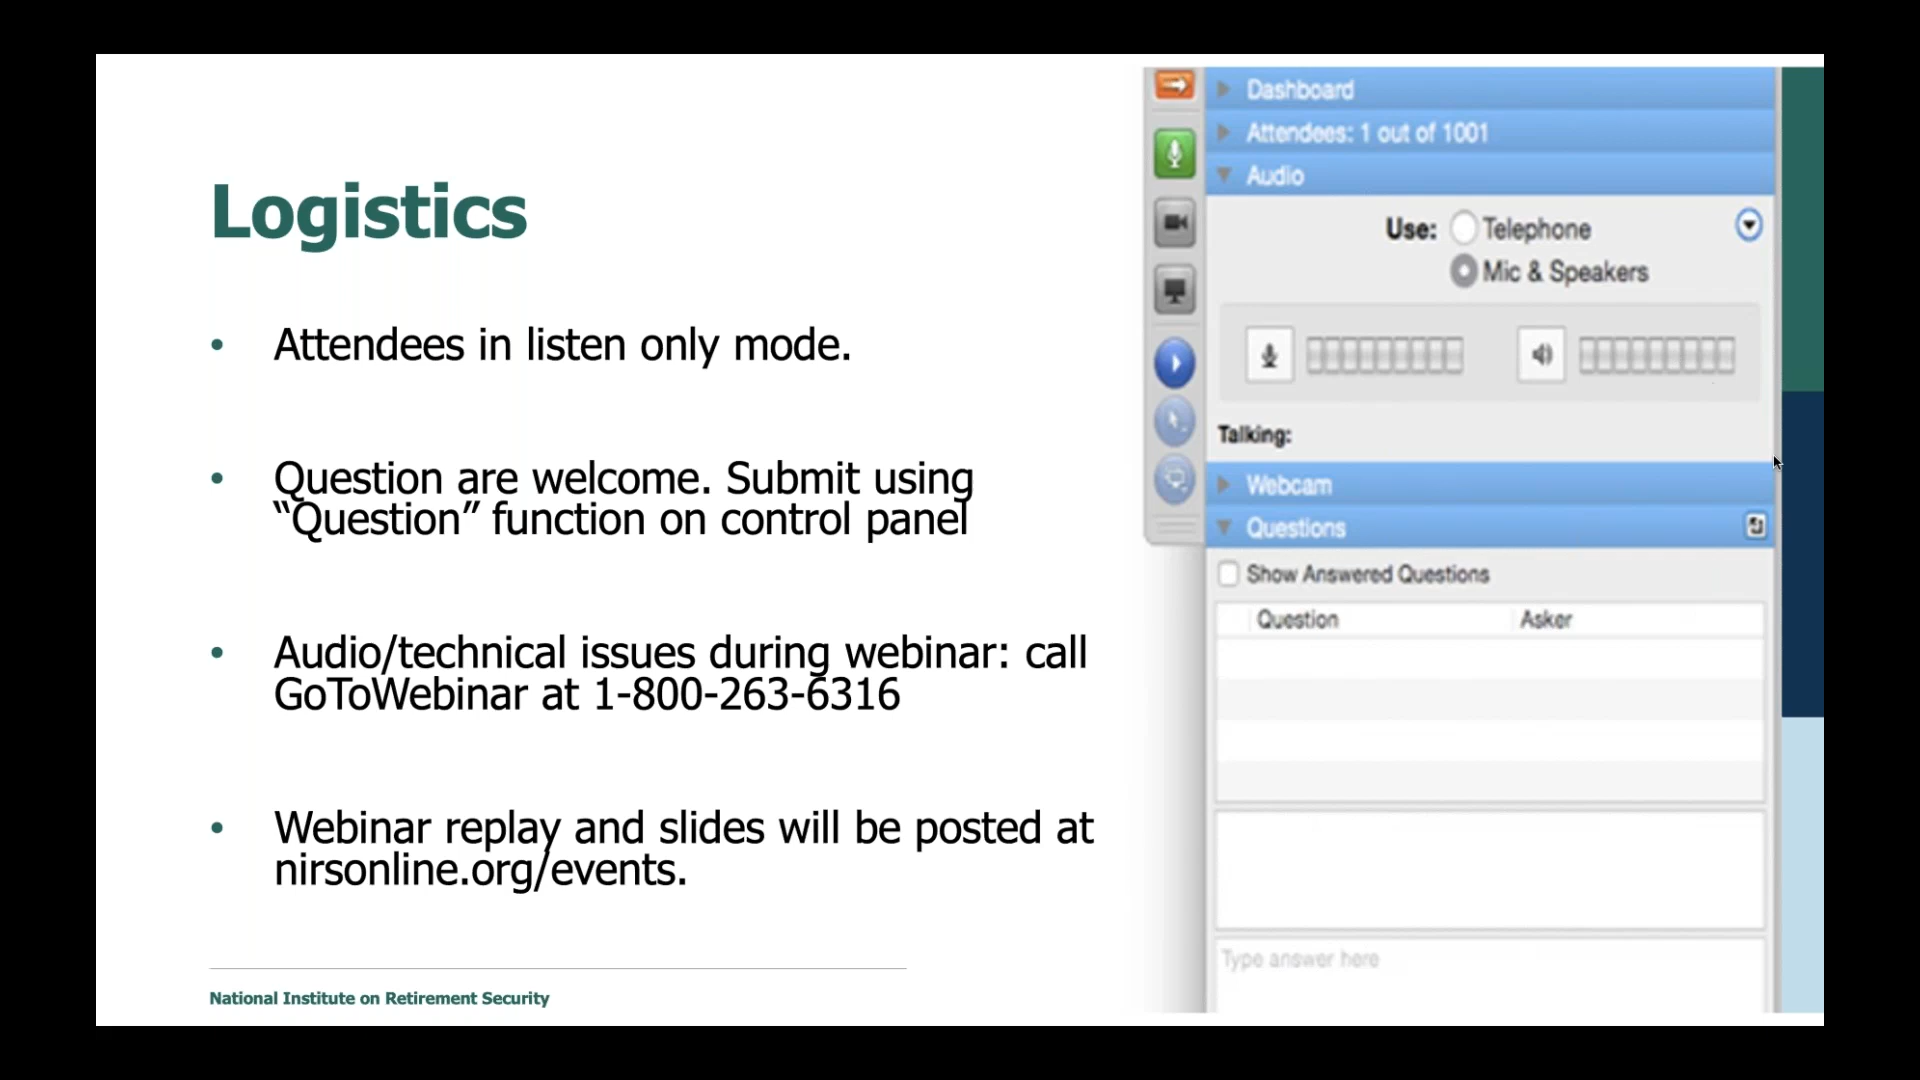 Logistics
• Attendees in listen only mode.
• Question are welcome. Submit using
“Question” function on control panel
• Audio/technical issues during webinar: call
GoToWebinar at 1-800-263-6316
• Webinar replay and slides will be posted at
nirsonline.org/events.
National Institute on Retirement Security
Dashboard
Attendees: 1 out of 1001
Audio
Use: Telephone
Mic & Speakers
Talking:
Webcam
Questions
Show Answered Questions
Question Asker
Type answer here